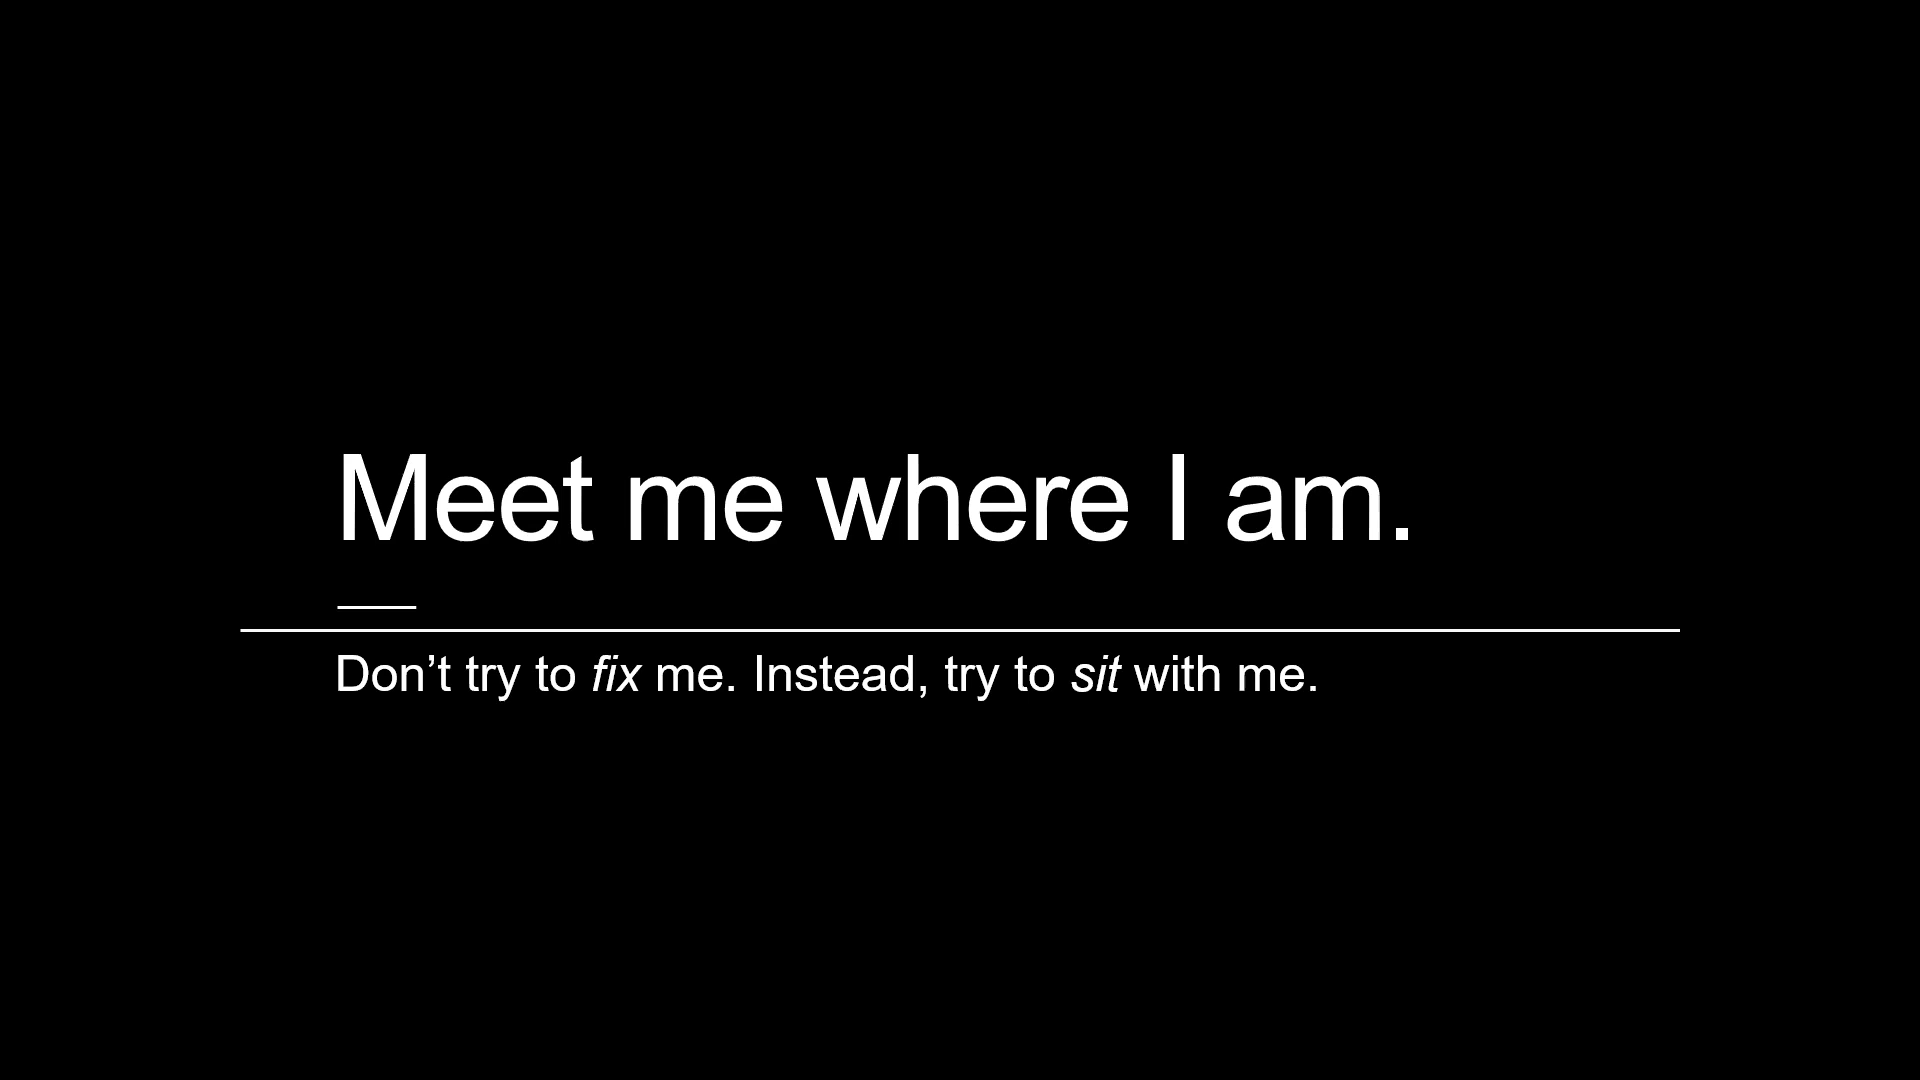 Meet me where I am.
Don’t try to fix me. Instead, try to sit with me.